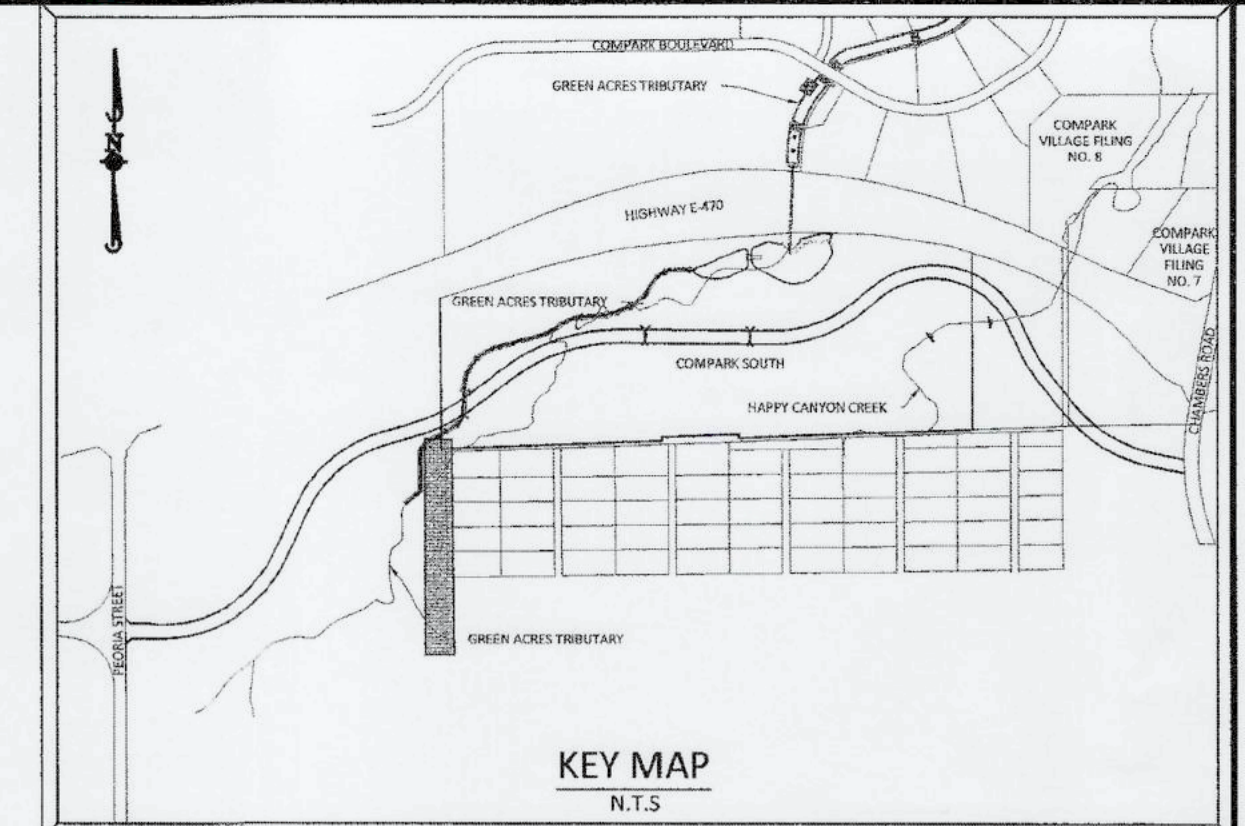 COMPARK BOULEVARD
GREEN ACRES TRIBUTARY
COMPARK
VILLAGE FILING
NO. 8
N
HIGHWAY E-470
COMPARK
VILLAGE
FILING
NO. 7
GREEN ACRES TRIBUTARY
COMPARK SOUTH
CHAMBERS ROAD
HAPPY CANYON CREEK
PEORIA STREET
GREEN ACRES TRIBUTARY
KEY MAP
N.T.S